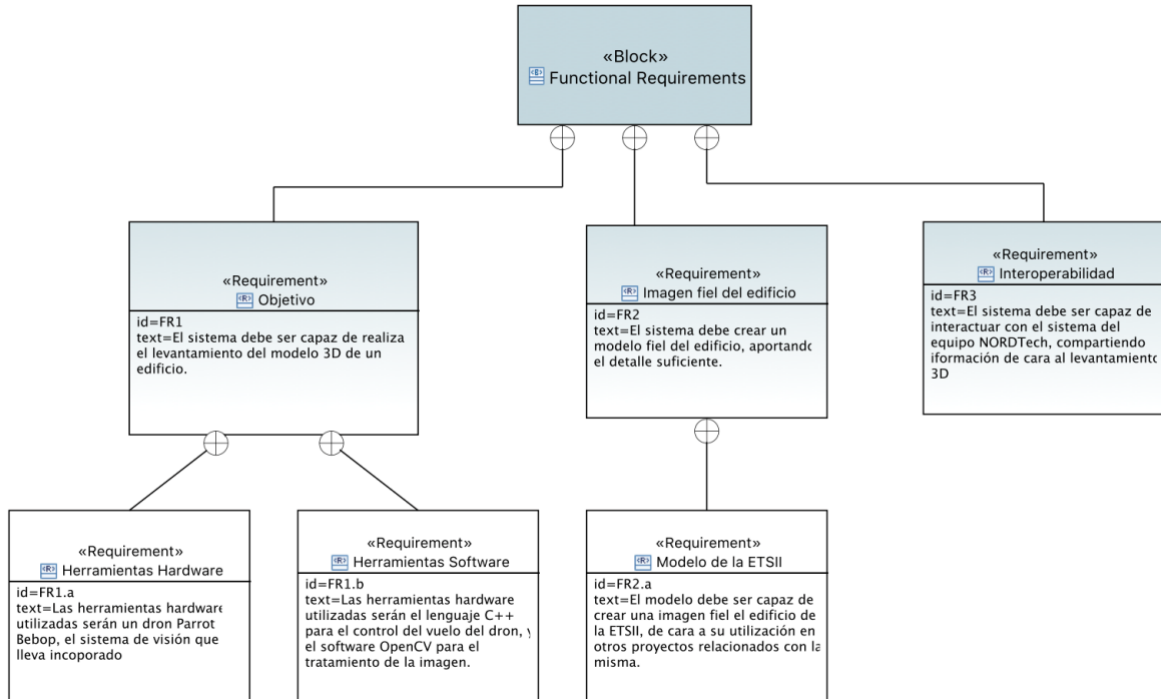 «Block»
Functional Requirements
«Requirement»
Objetivo
id=FR1
text=El sistema debe ser capaz de realiza
el levantamiento del modelo 3D de un
edificio.
«Requirement»
Imagen fiel del edificio
id=FR2
text=El sistema debe crear un
modelo fiel del edificio, aportando
el detalle suficiente.
«Requirement»
Interoperabilidad
id=FR3
text=El sistema debe ser capaz de
interactuar con el sistema del
equipo NORDTech, compartiendo
iformación de cara al levantamiento
3D
«Requirement»
Herramientas Hardware
id=FR1.a
text=Las herramientas hardware
utilizadas serán un dron Parrot
Bebop, el sistema de visión que
lleva incoporado
«Requirement»
Herramientas Software
id=FR1.b
text=Las herramientas hardware
utilizadas serán el lenguaje C++
para el control del vuelo del dron, y
el software OpenCV para el
tratamiento de la imagen.
«Requirement»
Modelo de la ETSII
id=FR2.a
text=El modelo debe ser capaz de
crear una imagen fiel el edificio de
la ETSII, de cara a su utilización en
otros proyectos relacionados con la
misma.